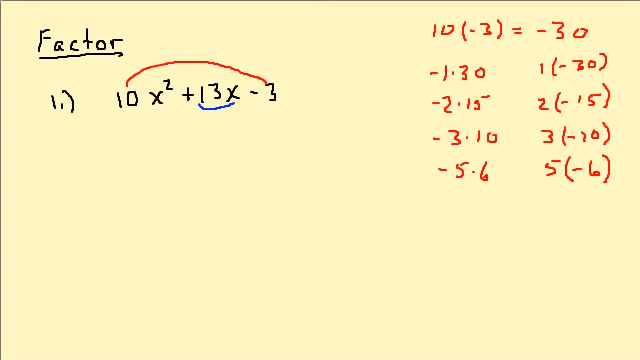 Factor
1.) 10x² + 13x - 3
10(-3) = -30
-1·30 1(-30)
-2·15 2(-15)
-3·10 3(-10)
-5·6 5(-6)